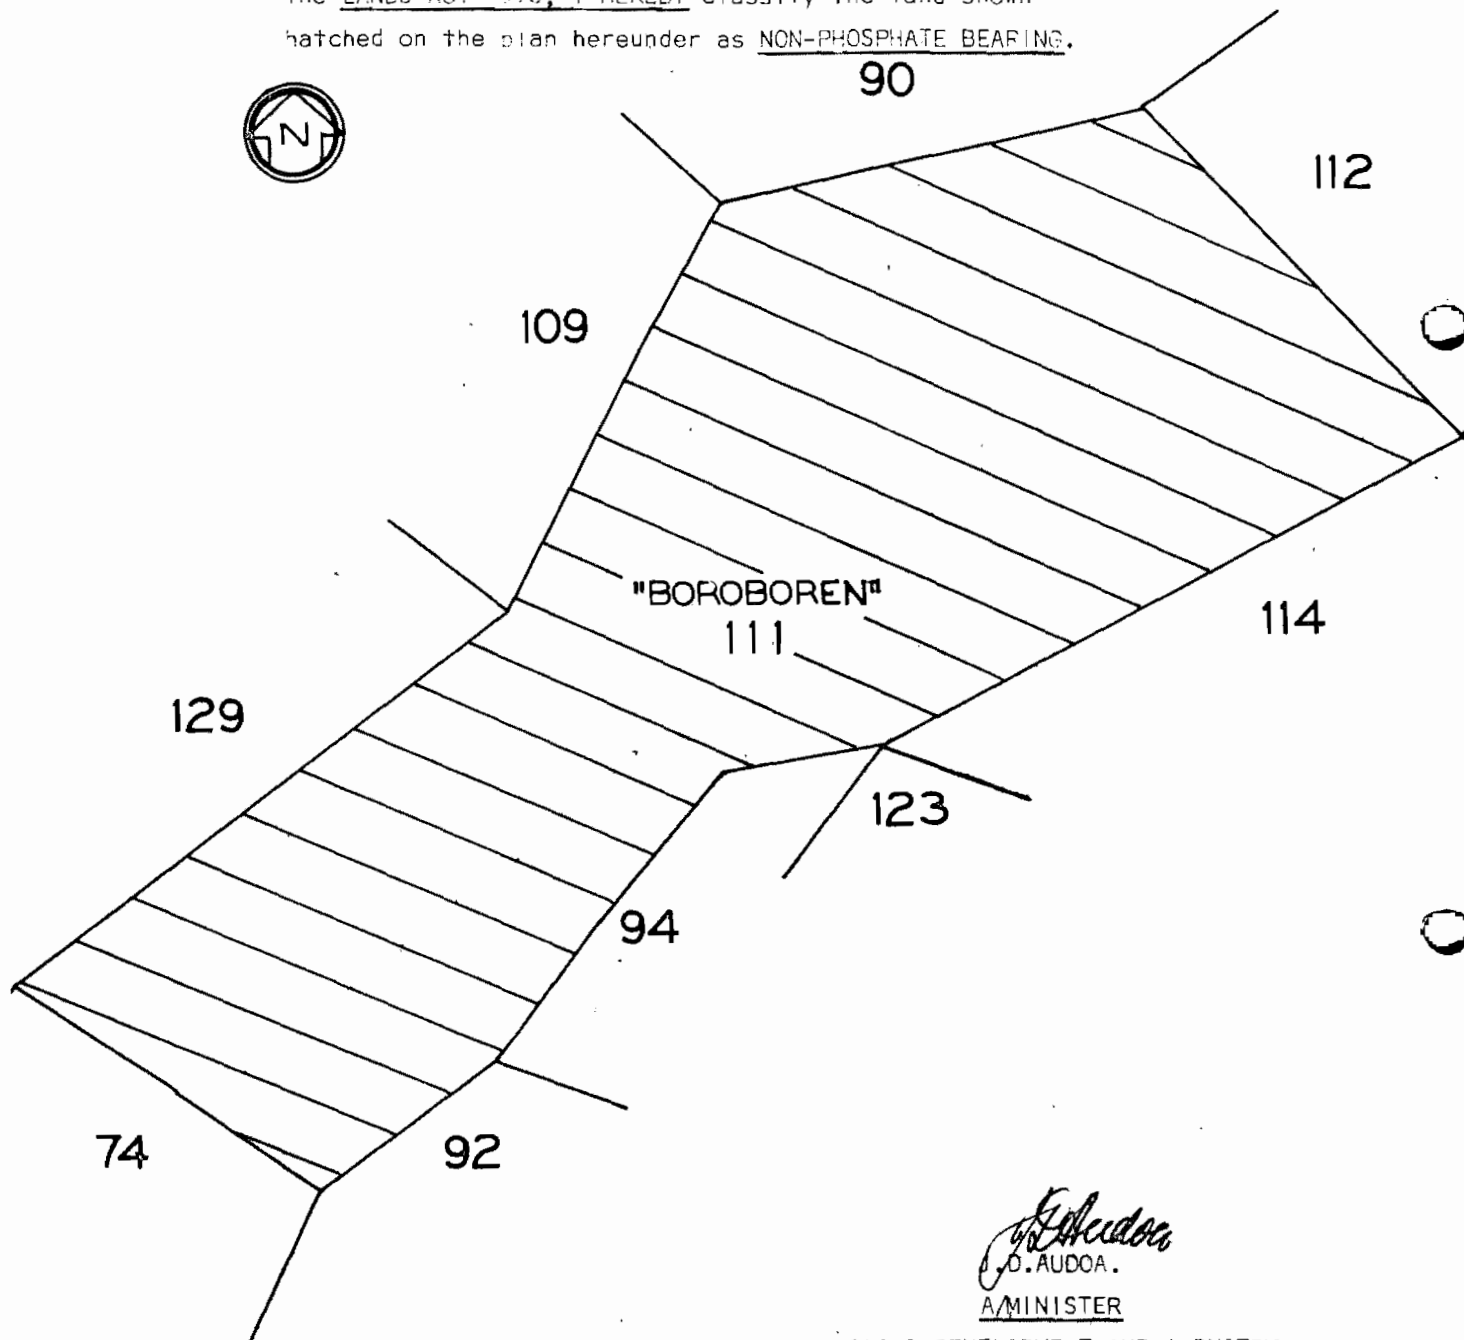 hatched on the plan hereunder as NON-PHOSPHATE BEARING.
90
N
112
109
"BOROBOREN"
111
114
129
123
94
74
92
J.D.AUDOA.
A/MINISTER